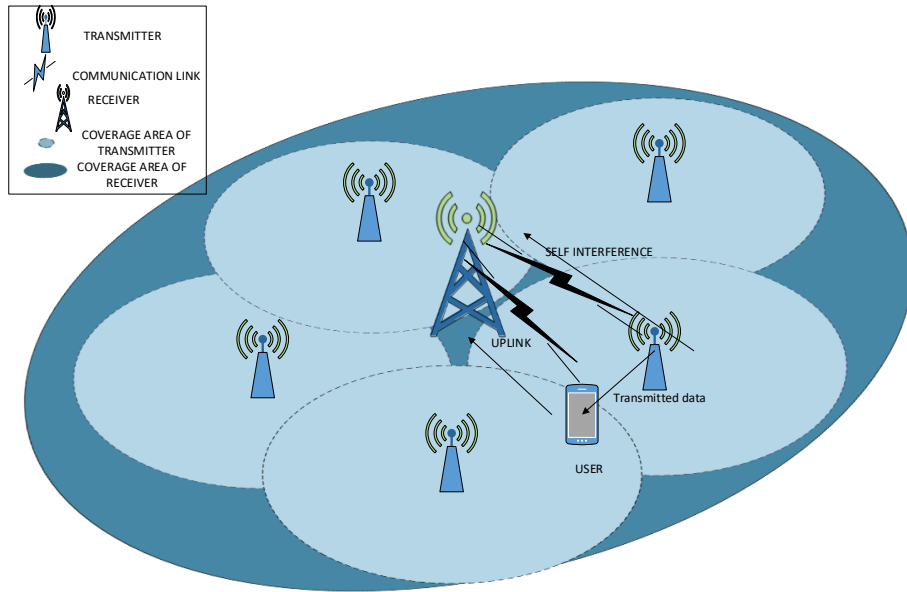 TRANSMITTER
COMMUNICATION LINK
RECEIVER
COVERAGE AREA OF
TRANSMITTER
COVERAGE AREA OF
RECEIVER
SELF INTERFERENCE
UPLINK
Transmitted data
USER